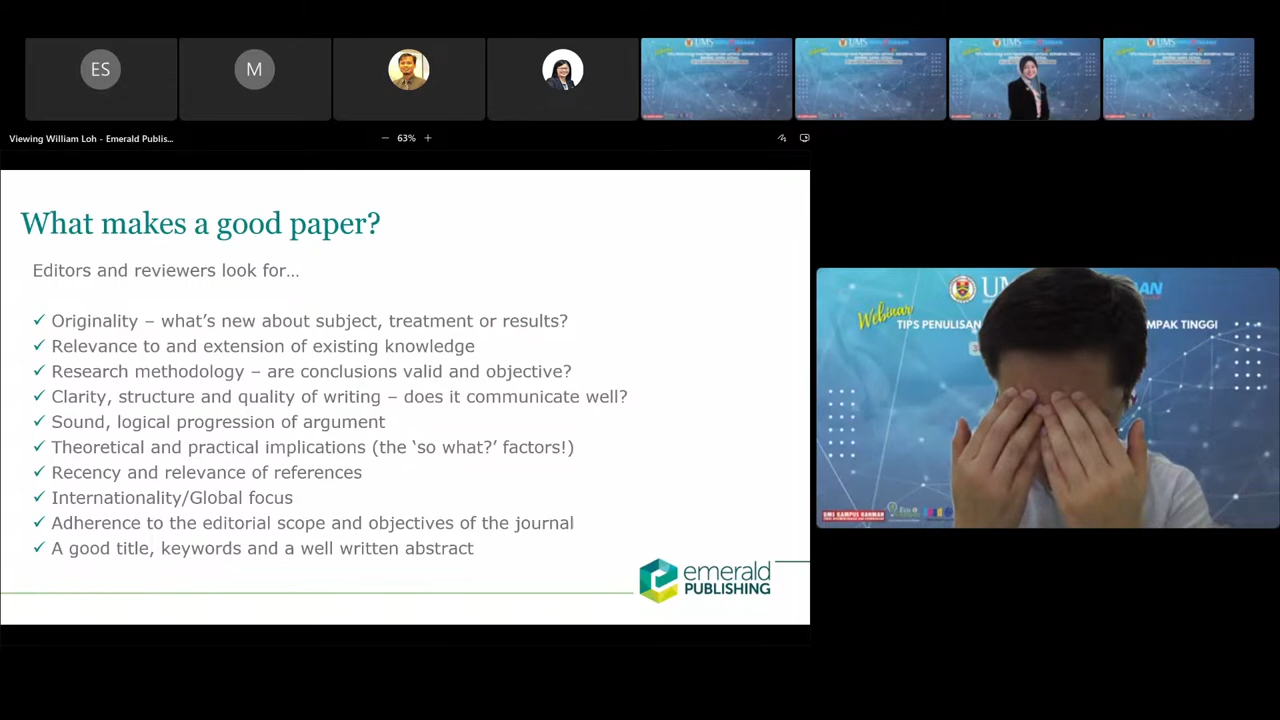 ES
M
Viewing William Loh - Emerald Publis...
63%
What makes a good paper?
Editors and reviewers look for...
Originality – what's new about subject, treatment or results?
Relevance to and extension of existing knowledge
Research methodology – are conclusions valid and objective?
Clarity, structure and quality of writing – does it communicate well?
Sound, logical progression of argument
Theoretical and practical implications (the 'so what?' factors!)
Recency and relevance of references
Internationality/Global focus
Adherence to the editorial scope and objectives of the journal
A good title, keywords and a well written abstract
emerald
PUBLISHING
Webinar
TIPS PENULISAN
MPAK TINGGI
UMS KAMPUS DAHMAN